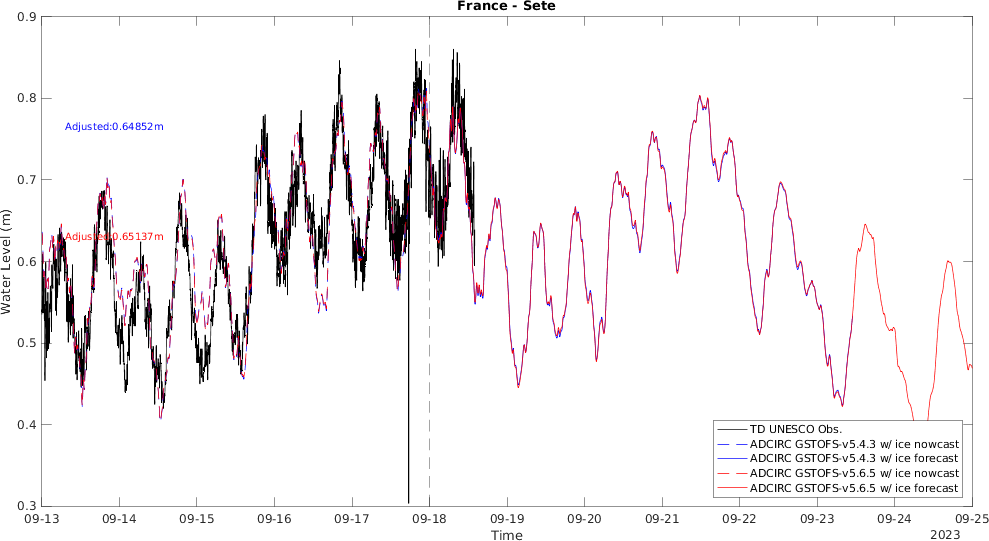 France - Sete
0.9
0.8
0.7
0.6
0.5
0.4
0.3
Water Level (m)
Adjusted:0.64852m
Adjusted:0.65137m
TD UNESCO Obs.
ADCIRC GSTOFS-v5.4.3 w/ ice nowcast
ADCIRC GSTOFS-v5.4.3 w/ ice forecast
ADCIRC GSTOFS-v5.6.5 w/ ice nowcast
ADCIRC GSTOFS-v5.6.5 w/ ice forecast
09-13 09-14 09-15 09-16 09-17 09-18 09-19 09-20 09-21 09-22 09-23 09-24 09-25
Time
2023